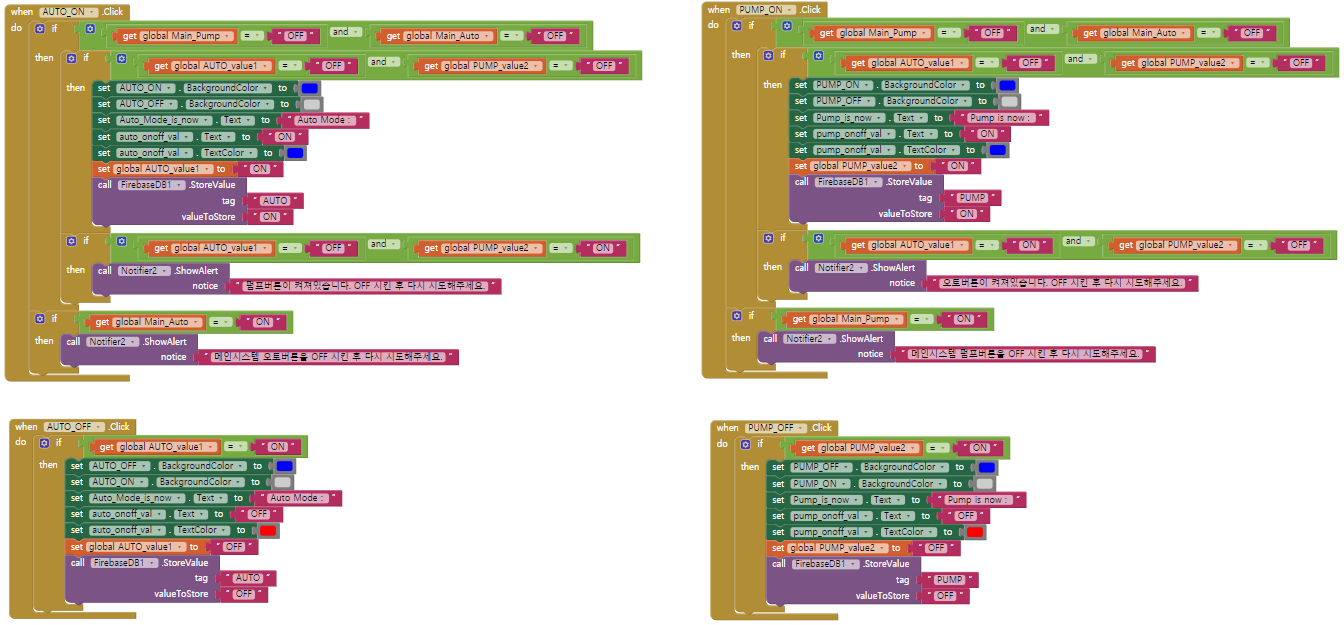 when AUTO_ON .Click
do if get global Main_Pump = " OFF " and get global Main_Auto = " OFF "
then if get global AUTO_value1 = " OFF " and get global PUMP_value2 = " OFF "
then set AUTO_ON . BackgroundColor to
set AUTO_OFF . BackgroundColor to
set Auto_Mode_is_now . Text to " Auto Mode : "
set auto_onoff_val . Text to " ON "
set auto_onoff_val . TextColor to
set global AUTO_value1 to " ON "
call FirebaseDB1 .StoreValue
tag " AUTO "
valueToStore " ON "
if get global AUTO_value1 = " OFF " and get global PUMP_value2 = " ON "
then call Notifier2 .ShowAlert
notice " 펌프버튼이 켜져있습니다. OFF 시킨 후 다시 시도해주세요. "
if get global Main_Auto = " ON "
then call Notifier2 .ShowAlert
notice " 메인시스템 오토버튼을 OFF 시킨 후 다시 시도해주세요. "
when PUMP_ON .Click
do if get global Main_Pump = " OFF " and get global Main_Auto = " OFF "
then if get global AUTO_value1 = " OFF " and get global PUMP_value2 = " OFF "
then set PUMP_ON . BackgroundColor to
set PUMP_OFF . BackgroundColor to
set Pump_is_now . Text to " Pump is now : "
set pump_onoff_val . Text to " ON "
set pump_onoff_val . TextColor to
set global PUMP_value2 to " ON "
call FirebaseDB1 .StoreValue
tag " PUMP "
valueToStore " ON "
if get global AUTO_value1 = " ON " and get global PUMP_value2 = " OFF "
then call Notifier2 .ShowAlert
notice " 오토버튼이 켜져있습니다. OFF 시킨 후 다시 시도해주세요. "
if get global Main_Pump = " ON "
then call Notifier2 .ShowAlert
notice " 메인시스템 펌프버튼을 OFF 시킨 후 다시 시도해주세요. "
when AUTO_OFF .Click
do if get global AUTO_value1 = " ON "
then set AUTO_OFF . BackgroundColor to
set AUTO_ON . BackgroundColor to
set Auto_Mode_is_now . Text to " Auto Mode : "
set auto_onoff_val . Text to " OFF "
set auto_onoff_val . TextColor to
set global AUTO_value1 to " OFF "
call FirebaseDB1 .StoreValue
tag " AUTO "
valueToStore " OFF "
when PUMP_OFF .Click
do if get global PUMP_value2 = " ON "
then set PUMP_OFF . BackgroundColor to
set PUMP_ON . BackgroundColor to
set Pump_is_now . Text to " Pump is now : "
set pump_onoff_val . Text to " OFF "
set pump_onoff_val . TextColor to
set global PUMP_value2 to " OFF "
call FirebaseDB1 .StoreValue
tag " PUMP "
valueToStore " OFF "